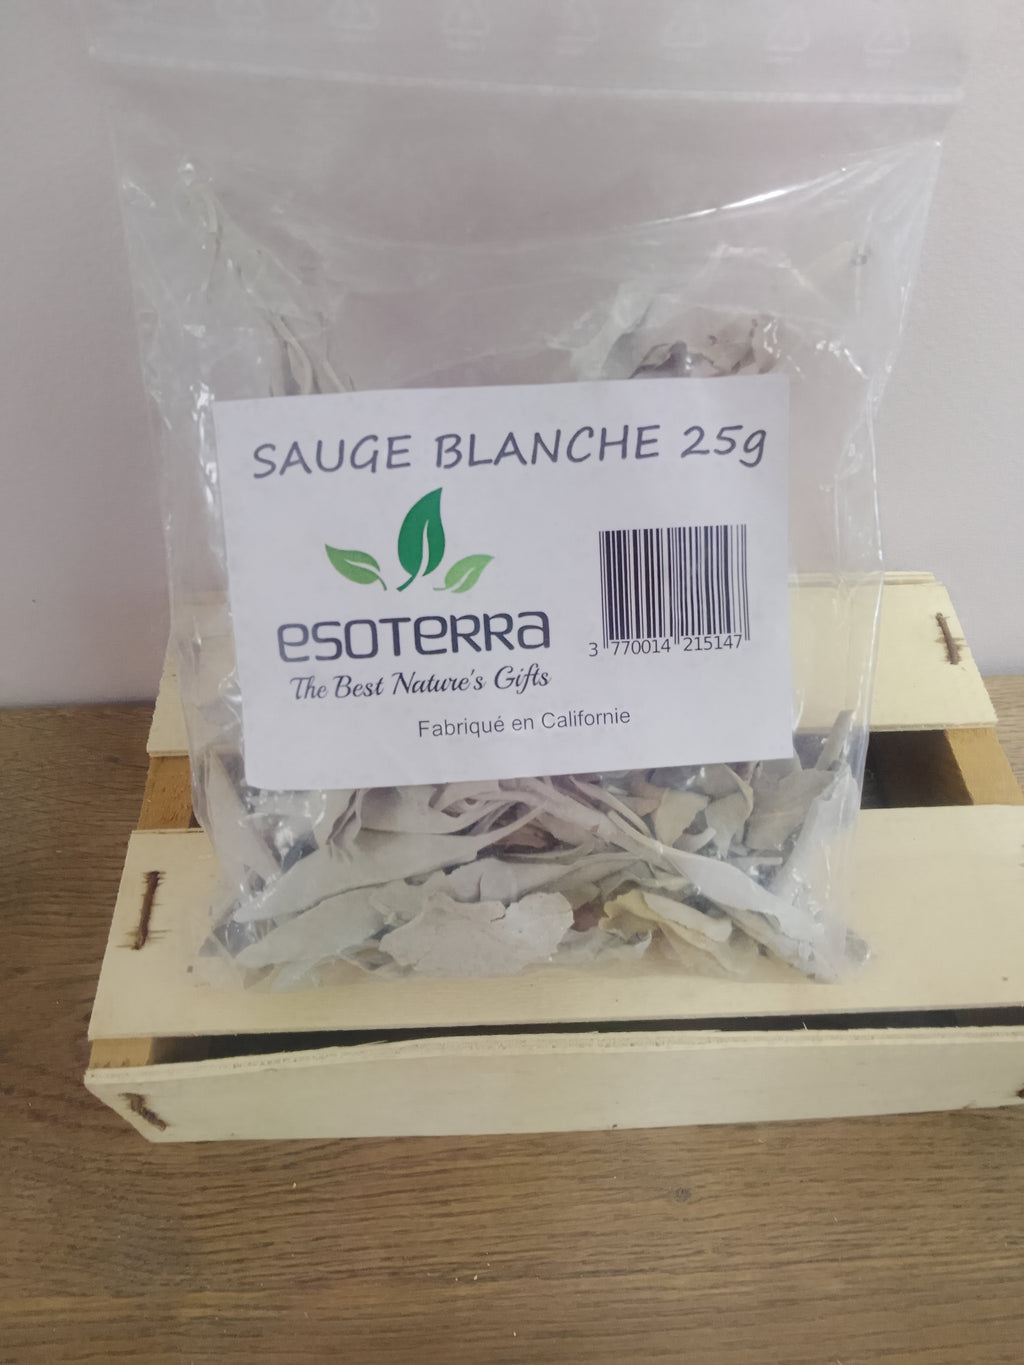 SAUGE BLANCHE 25g
esoterra
The Best Nature's Gifts
3 770014 215147
Fabriqué en Californie